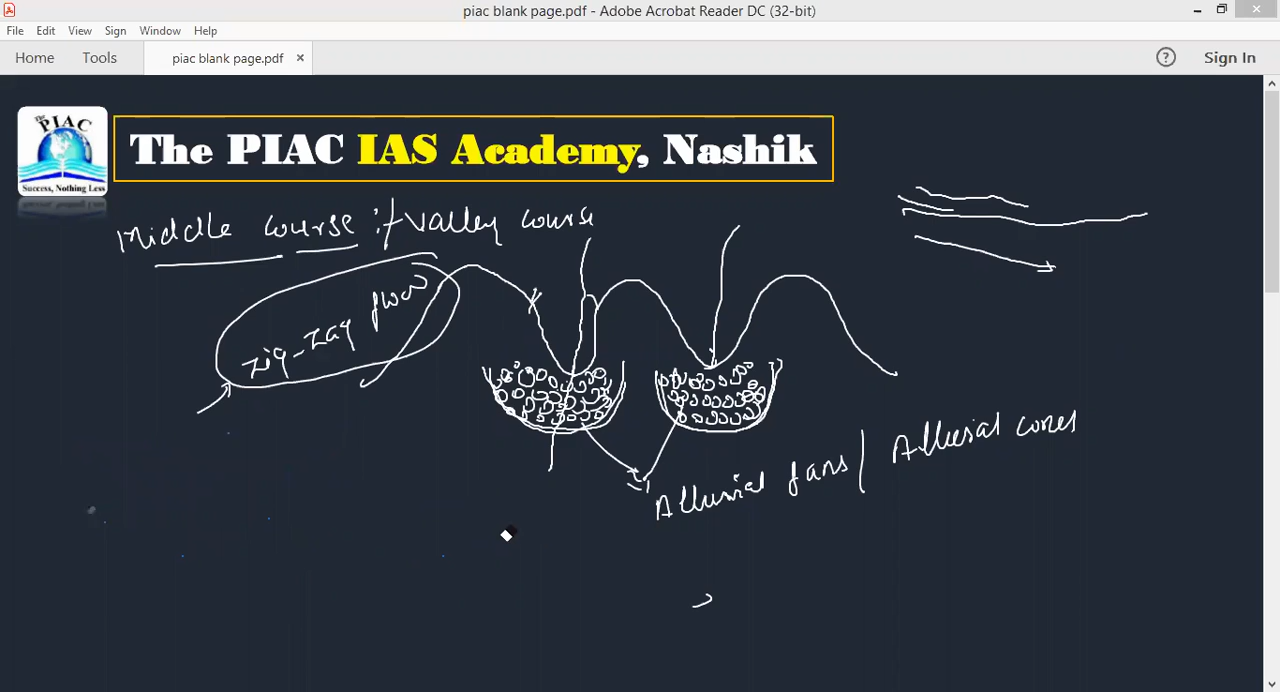 piac blank page.pdf - Adobe Acrobat Reader DC (32-bit)
File Edit View Sign Window Help
Home Tools piac blank page.pdf × ? Sign In
The PIAC
Success, Nothing Less
The PIAC IAS Academy, Nashik
Middle course :+ valley course
Zig-Zag flow
Alluvial fans / Alluvial cones